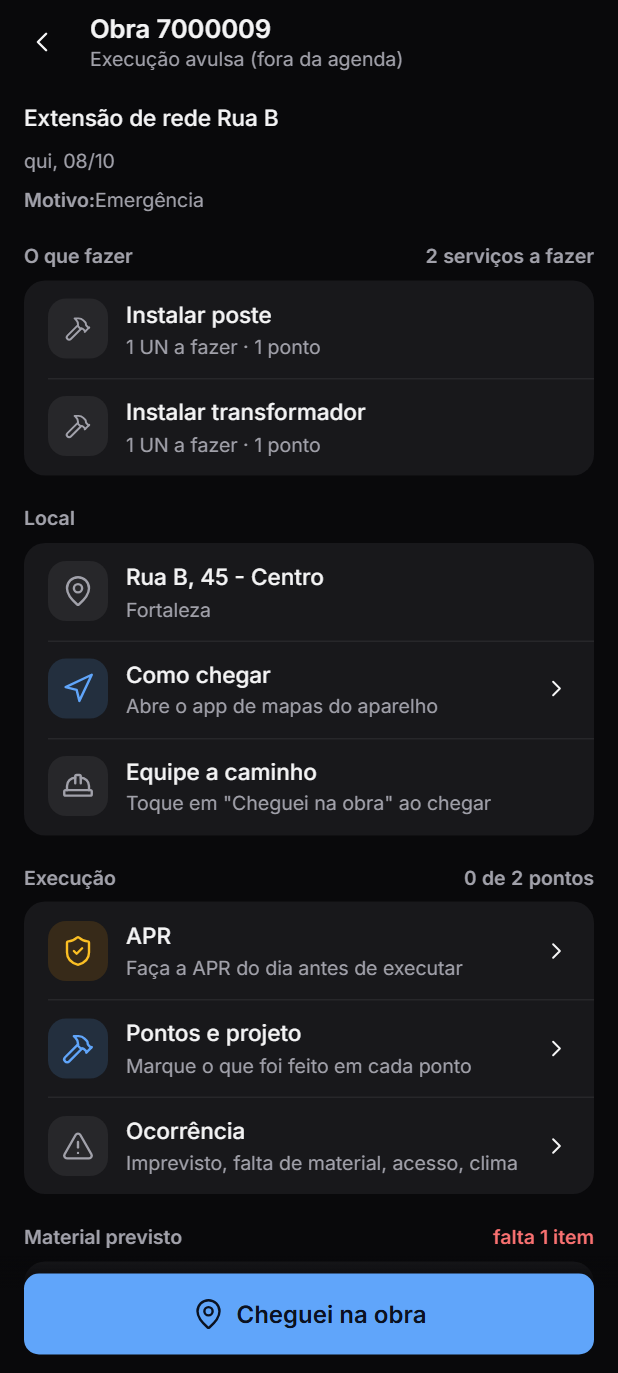 Obra 7000009
Execução avulsa (fora da agenda)
Extensão de rede Rua B
qui, 08/10
Motivo:Emergência
O que fazer
2 serviços a fazer
Instalar poste
1 UN a fazer · 1 ponto
Instalar transformador
1 UN a fazer · 1 ponto
Local
Rua B, 45 - Centro
Fortaleza
Como chegar
Abre o app de mapas do aparelho
Equipe a caminho
Toque em "Cheguei na obra" ao chegar
Execução
0 de 2 pontos
APR
Faça a APR do dia antes de executar
Pontos e projeto
Marque o que foi feito em cada ponto
Ocorrência
Imprevisto, falta de material, acesso, clima
Material previsto
falta 1 item
Cheguei na obra